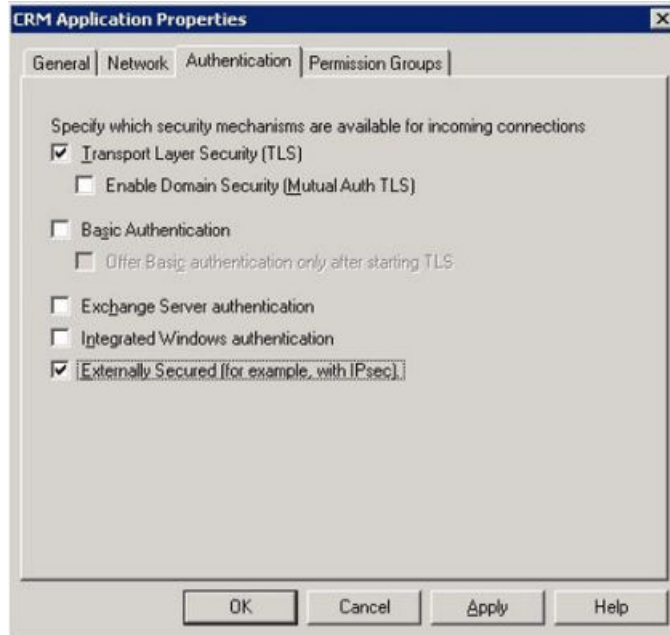 CRM Application Properties
General Network Authentication Permission Groups
Specify which security mechanisms are available for incoming connections
Transport Layer Security (TLS)
Enable Domain Security (Mutual Auth TLS)
Basic Authentication
Offer Basic authentication only after starting TLS
Exchange Server authentication
Integrated Windows authentication
Externally Secured (for example, with IPsec).
OK Cancel Apply Help